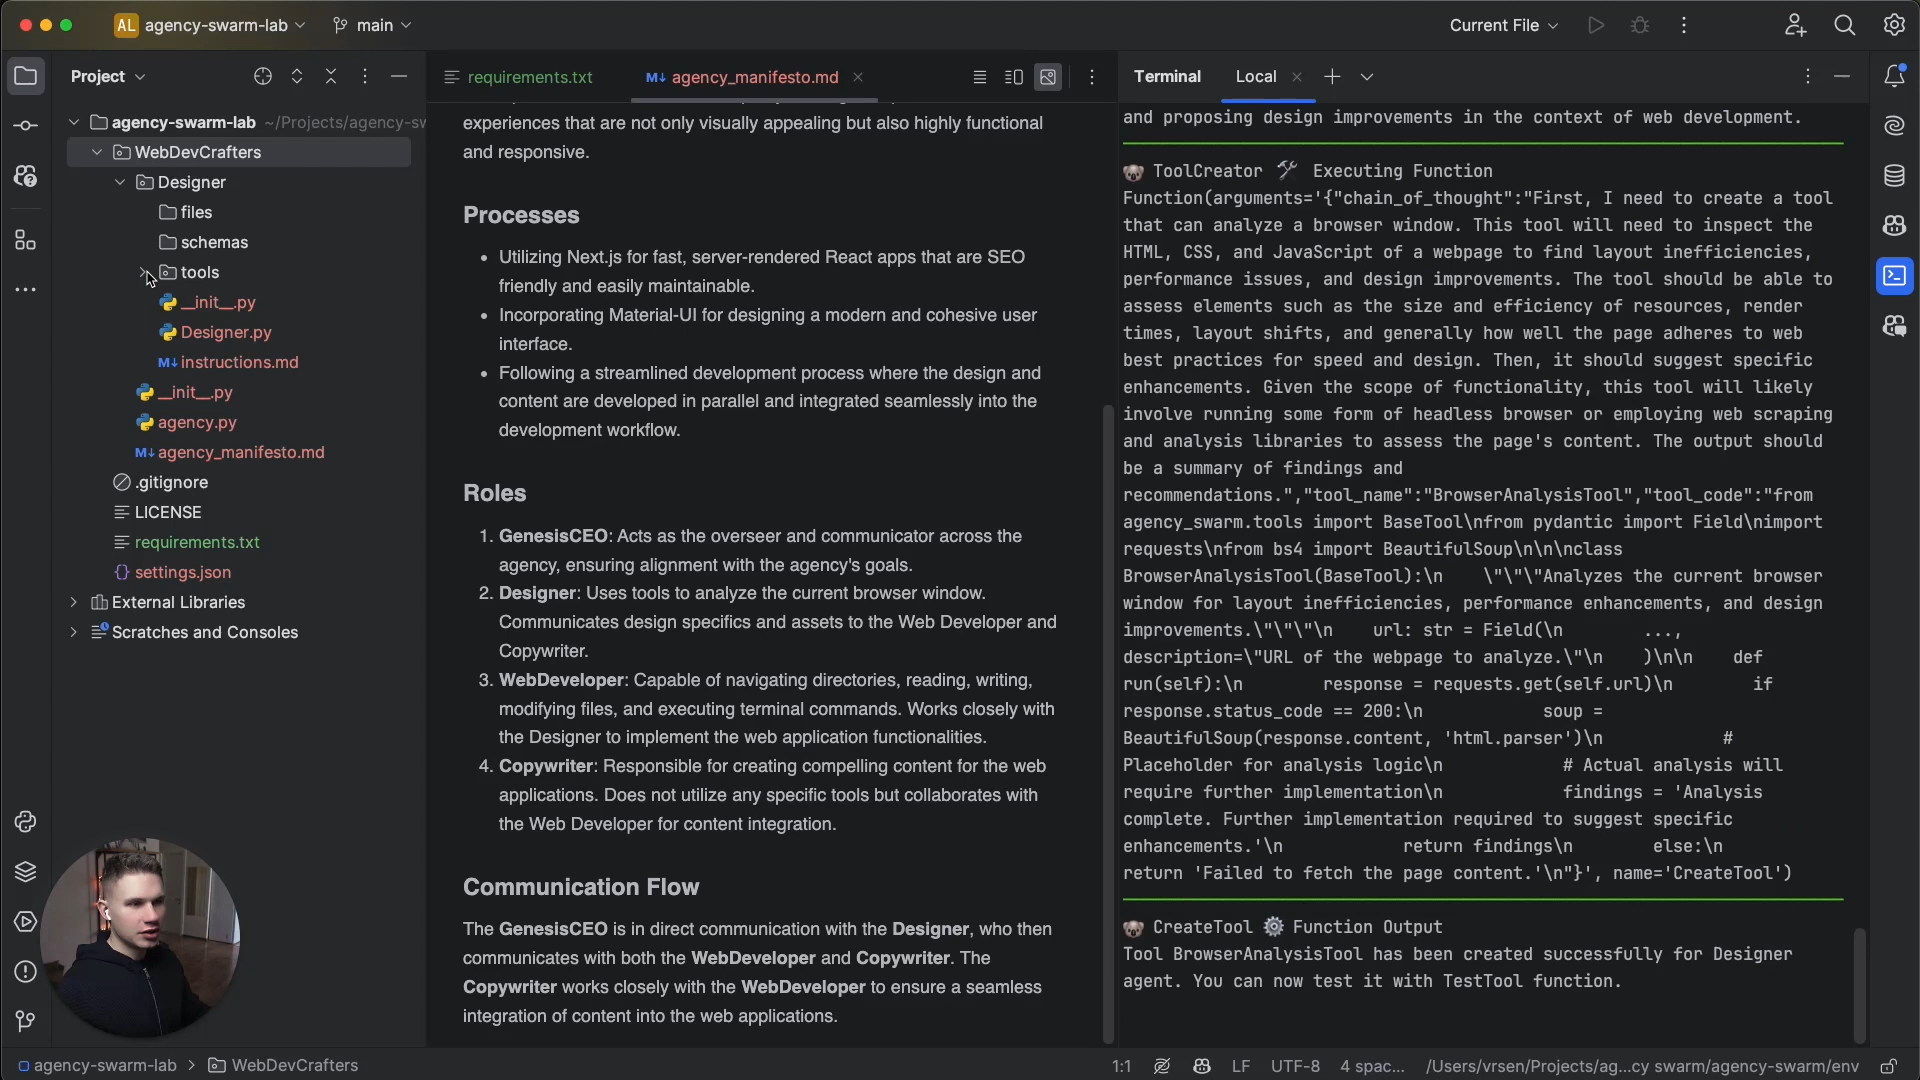 AL agency-swarm-lab
main
Current File
Project
requirements.txt
agency_manifesto.md
Terminal
Local
agency-swarm-lab ~/Projects/agency-sw
WebDevCrafters
Designer
files
schemas
tools
__init__.py
Designer.py
M↓ instructions.md
__init__.py
agency.py
M↓ agency_manifesto.md
.gitignore
LICENSE
requirements.txt
{} settings.json
External Libraries
Scratches and Consoles
experiences that are not only visually appealing but also highly functional
and responsive.
Processes
• Utilizing Next.js for fast, server-rendered React apps that are SEO
friendly and easily maintainable.
• Incorporating Material-UI for designing a modern and cohesive user
interface.
• Following a streamlined development process where the design and
content are developed in parallel and integrated seamlessly into the
development workflow.
Roles
1. GenesisCEO: Acts as the overseer and communicator across the
agency, ensuring alignment with the agency's goals.
2. Designer: Uses tools to analyze the current browser window.
Communicates design specifics and assets to the Web Developer and
Copywriter.
3. WebDeveloper: Capable of navigating directories, reading, writing,
modifying files, and executing terminal commands. Works closely with
the Designer to implement the web application functionalities.
4. Copywriter: Responsible for creating compelling content for the web
applications. Does not utilize any specific tools but collaborates with
the Web Developer for content integration.
Communication Flow
The GenesisCEO is in direct communication with the Designer, who then
communicates with both the WebDeveloper and Copywriter. The
Copywriter works closely with the WebDeveloper to ensure a seamless
integration of content into the web applications.
and proposing design improvements in the context of web development.
ToolCreator 🛠 Executing Function
Function(arguments='{"chain_of_thought":"First, I need to create a tool
that can analyze a browser window. This tool will need to inspect the
HTML, CSS, and JavaScript of a webpage to find layout inefficiencies,
performance issues, and design improvements. The tool should be able to
assess elements such as the size and efficiency of resources, render
times, layout shifts, and generally how well the page adheres to web
best practices for speed and design. Then, it should suggest specific
enhancements. Given the scope of functionality, this tool will likely
involve running some form of headless browser or employing web scraping
and analysis libraries to assess the page's content. The output should
be a summary of findings and
recommendations.","tool_name":"BrowserAnalysisTool","tool_code":"from
agency_swarm.tools import BaseTool\nfrom pydantic import Field\nimport
requests\nfrom bs4 import BeautifulSoup\n\n\nclass
BrowserAnalysisTool(BaseTool):\n    \"\"\"Analyzes the current browser
window for layout inefficiencies, performance enhancements, and design
improvements.\"\"\"\n    url: str = Field(\n        ...,
description=\"URL of the webpage to analyze.\"\n    )\n\n    def
run(self):\n        response = requests.get(self.url)\n        if
response.status_code == 200:\n            soup =
BeautifulSoup(response.content, 'html.parser')\n            #
Placeholder for analysis logic\n            # Actual analysis will
require further implementation\n            findings = 'Analysis
complete. Further implementation required to suggest specific
enhancements.'\n            return findings\n        else:\n
return 'Failed to fetch the page content.'\n"}', name='CreateTool')
CreateTool ⚙ Function Output
Tool BrowserAnalysisTool has been created successfully for Designer
agent. You can now test it with TestTool function.
agency-swarm-lab > WebDevCrafters
1:1
LF
UTF-8
4 spac...
/Users/vrsen/Projects/ag...cy swarm/agency-swarm/env